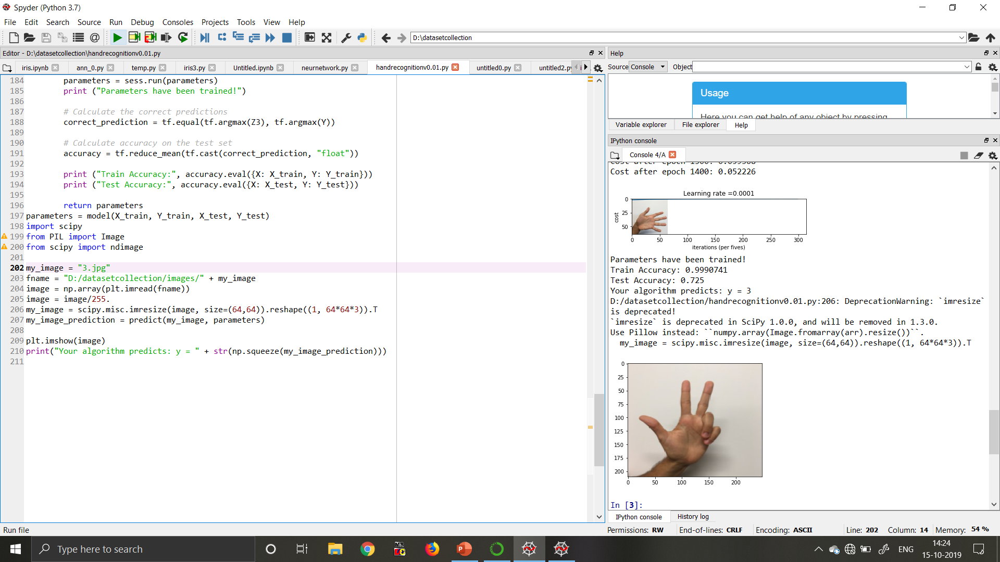 Spyder (Python 3.7)
File Edit Search Source Run Debug Consoles Projects Tools View Help
D:\datasetcollection
Editor - D:\datasetcollection\handrecognitionv0.01.py
iris.ipynb ann_0.py temp.py iris3.py Untitled.ipynb neurnetwork.py handrecognitionv0.01.py untitled0.py untitled2.py
184 parameters = sess.run(parameters)
185 print ("Parameters have been trained!")
186
187 # Calculate the correct predictions
188 correct_prediction = tf.equal(tf.argmax(Z3), tf.argmax(Y))
189
190 # Calculate accuracy on the test set
191 accuracy = tf.reduce_mean(tf.cast(correct_prediction, "float"))
192
193 print ("Train Accuracy:", accuracy.eval({X: X_train, Y: Y_train}))
194 print ("Test Accuracy:", accuracy.eval({X: X_test, Y: Y_test}))
195
196 return parameters
197 parameters = model(X_train, Y_train, X_test, Y_test)
198 import scipy
199 from PIL import Image
200 from scipy import ndimage
201
202 my_image = "3.jpg"
203 fname = "D:/datasetcollection/images/" + my_image
204 image = np.array(plt.imread(fname))
205 image = image/255.
206 my_image = scipy.misc.imresize(image, size=(64,64)).reshape((1, 64*64*3)).T
207 my_image_prediction = predict(my_image, parameters)
208
209 plt.imshow(image)
210 print("Your algorithm predicts: y = " + str(np.squeeze(my_image_prediction)))
211
Help
Source Console Object
Usage
Here you can get help of any object by pressing
Variable explorer File explorer Help
IPython console
Console 4/A
Cost after epoch 1300: 0.059368
Cost after epoch 1400: 0.052226
Learning rate =0.0001
0
25
50
cost
0 50 100 150 200 250 300
iterations (per fives)
Parameters have been trained!
Train Accuracy: 0.9990741
Test Accuracy: 0.725
Your algorithm predicts: y = 3
D:/datasetcollection/handrecognitionv0.01.py:206: DeprecationWarning: `imresize`
is deprecated!
`imresize` is deprecated in SciPy 1.0.0, and will be removed in 1.3.0.
Use Pillow instead: ``numpy.array(Image.fromarray(arr).resize())``.
my_image = scipy.misc.imresize(image, size=(64,64)).reshape((1, 64*64*3)).T
0
25
50
75
100
125
150
175
200
0 50 100 150 200
In [3]:
IPython console History log
Run file
Permissions: RW End-of-lines: CRLF Encoding: ASCII Line: 202 Column: 14 Memory: 54 %
Type here to search
P
MS
ENG
14:24
15-10-2019